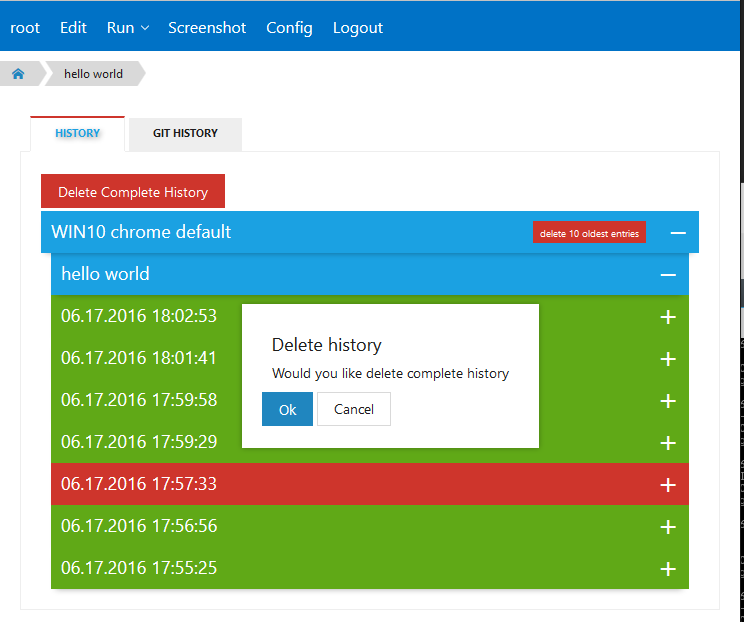 root Edit Run Screenshot Config Logout
hello world
HISTORY GIT HISTORY
Delete Complete History
WIN10 chrome default delete 10 oldest entries
hello world
06.17.2016 18:02:53
06.17.2016 18:01:41
06.17.2016 17:59:58
06.17.2016 17:59:29
06.17.2016 17:57:33
06.17.2016 17:56:56
06.17.2016 17:55:25
Delete history
Would you like delete complete history
Ok Cancel